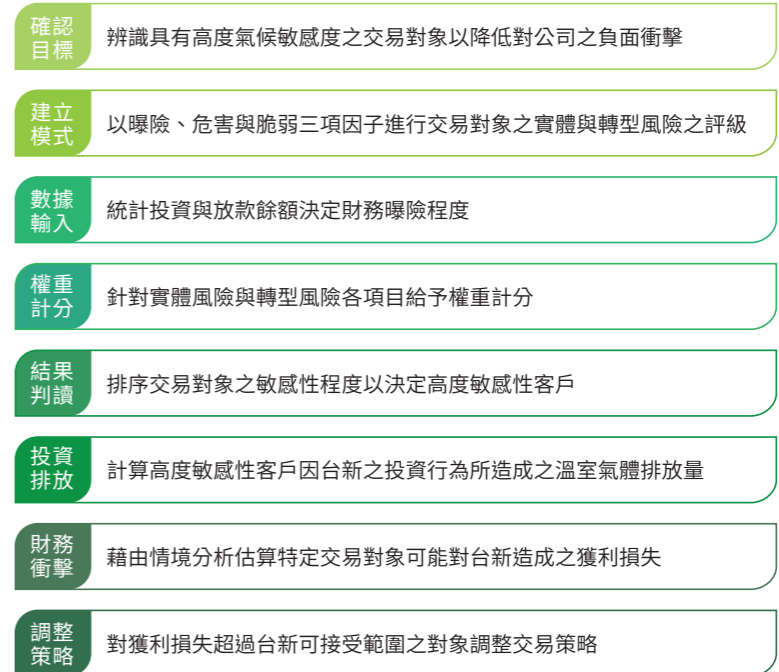 確認
目標
辨識具有高度氣候敏感度之交易對象以降低對公司之負面衝擊
建立
模式
以曝險、危害與脆弱三項因子進行交易對象之實體與轉型風險之評級
數據
輸入
統計投資與放款餘額決定財務曝險程度
權重
計分
針對實體風險與轉型風險各項目給予權重計分
結果
判讀
排序交易對象之敏感性程度以決定高度敏感性客戶
投資
排放
計算高度敏感性客戶因台新之投資行為所造成之溫室氣體排放量
財務
衝擊
藉由情境分析估算特定交易對象可能對台新造成之獲利損失
調整
策略
對獲利損失超過台新可接受範圍之對象調整交易策略